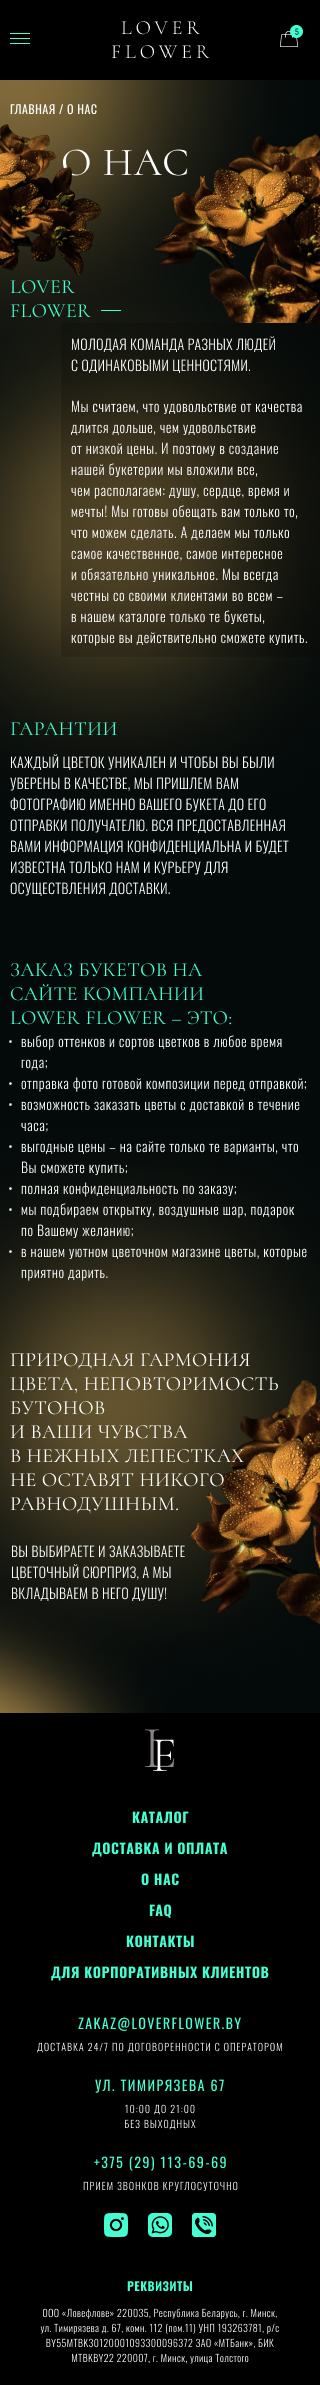 LOVER
FLOWER
5
ГЛАВНАЯ / О НАС
О НАС
LOVER
FLOWER —
МОЛОДАЯ КОМАНДА РАЗНЫХ ЛЮДЕЙ
С ОДИНАКОВЫМИ ЦЕННОСТЯМИ.
Мы считаем, что удовольствие от качества
длится дольше, чем удовольствие
от низкой цены. И поэтому в создание
нашей букетерии мы вложили все,
чем располагаем: душу, сердце, время и
мечты! Мы готовы обещать вам только то,
что можем сделать. А делаем мы только
самое качественное, самое интересное
и обязательно уникальное. Мы всегда
честны со своими клиентами во всем –
в нашем каталоге только те букеты,
которые вы действительно сможете купить.
ГАРАНТИИ
КАЖДЫЙ ЦВЕТОК УНИКАЛЕН И ЧТОБЫ ВЫ БЫЛИ
УВЕРЕНЫ В КАЧЕСТВЕ, МЫ ПРИШЛЕМ ВАМ
ФОТОГРАФИЮ ИМЕННО ВАШЕГО БУКЕТА ДО ЕГО
ОТПРАВКИ ПОЛУЧАТЕЛЮ. ВСЯ ПРЕДОСТАВЛЕННАЯ
ВАМИ ИНФОРМАЦИЯ КОНФИДЕНЦИАЛЬНА И БУДЕТ
ИЗВЕСТНА ТОЛЬКО НАМ И КУРЬЕРУ ДЛЯ
ОСУЩЕСТВЛЕНИЯ ДОСТАВКИ.
ЗАКАЗ БУКЕТОВ НА
САЙТЕ КОМПАНИИ
LOWER FLOWER – ЭТО:
• выбор оттенков и сортов цветков в любое время
года;
• отправка фото готовой композиции перед отправкой;
• возможность заказать цветы с доставкой в течение
часа;
• выгодные цены – на сайте только те варианты, что
Вы сможете купить;
• полная конфиденциальность по заказу;
• мы подбираем открытку, воздушные шар, подарок
по Вашему желанию;
• в нашем уютном цветочном магазине цветы, которые
приятно дарить.
ПРИРОДНАЯ ГАРМОНИЯ
ЦВЕТА, НЕПОВТОРИМОСТЬ
БУТОНОВ
И ВАШИ ЧУВСТВА
В НЕЖНЫХ ЛЕПЕСТКАХ
НЕ ОСТАВЯТ НИКОГО
РАВНОДУШНЫМ.
ВЫ ВЫБИРАЕТЕ И ЗАКАЗЫВАЕТЕ
ЦВЕТОЧНЫЙ СЮРПРИЗ, А МЫ
ВКЛАДЫВАЕМ В НЕГО ДУШУ!
LF
КАТАЛОГ
ДОСТАВКА И ОПЛАТА
О НАС
FAQ
КОНТАКТЫ
ДЛЯ КОРПОРАТИВНЫХ КЛИЕНТОВ
ZAKAZ@LOVERFLOWER.BY
ДОСТАВКА 24/7 ПО ДОГОВОРЕННОСТИ С ОПЕРАТОРОМ
УЛ. ТИМИРЯЗЕВА 67
10:00 ДО 21:00
БЕЗ ВЫХОДНЫХ
+375 (29) 113-69-69
ПРИЕМ ЗВОНКОВ КРУГЛОСУТОЧНО
РЕКВИЗИТЫ
ООО «Ловефлове» 220035, Республика Беларусь, г. Минск,
ул. Тимирязева д. 67, комн. 112 (пом.11) УНП 193263781, р/с
BY55MTBK30120001093300096372 ЗАО «МТБанк», БИК
MTBKBY22 220007, г. Минск, улица Толстого